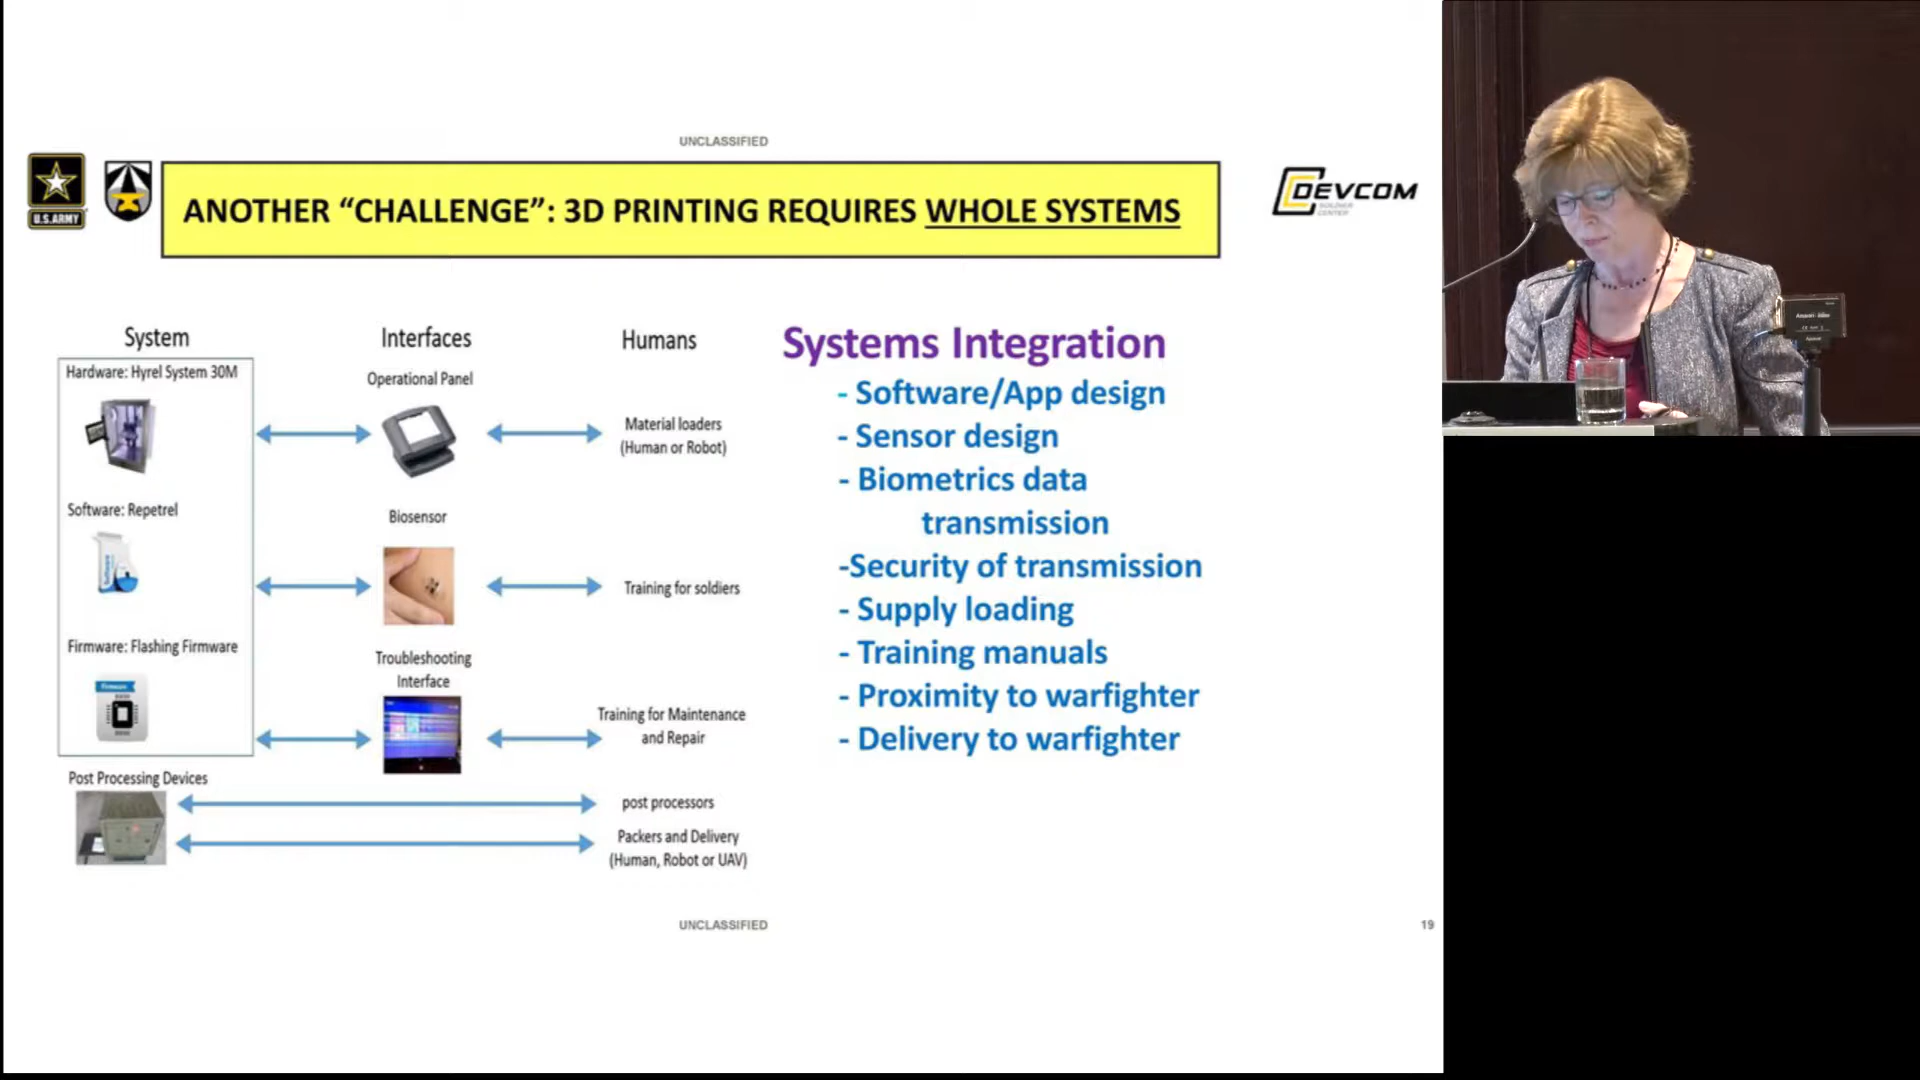 UNCLASSIFIED
U.S.ARMY
ANOTHER “CHALLENGE”: 3D PRINTING REQUIRES WHOLE SYSTEMS
DEVCOM
SOLDIER
CENTER
System
Hardware: Hyrel System 30M
Software: Repetrel
Firmware: Flashing Firmware
Post Processing Devices
Interfaces
Operational Panel
Biosensor
Troubleshooting
Interface
Humans
Material loaders
(Human or Robot)
Training for soldiers
Training for Maintenance
and Repair
post processors
Packers and Delivery
(Human, Robot or UAV)
Systems Integration
- Software/App design
- Sensor design
- Biometrics data
transmission
-Security of transmission
- Supply loading
- Training manuals
- Proximity to warfighter
- Delivery to warfighter
UNCLASSIFIED
19